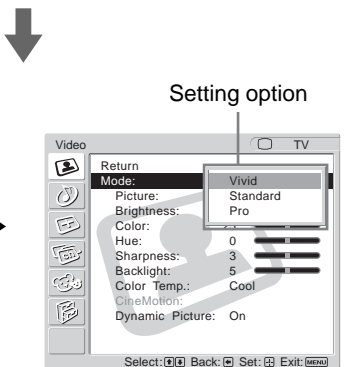 Setting option
Video TV
Return
Mode: Vivid
Picture: Standard
Brightness: Pro
Color:
Hue: 0
Sharpness: 3
Backlight: 5
Color Temp.: Cool
CineMotion:
Dynamic Picture: On
Select: Back: Set: Exit: MENU